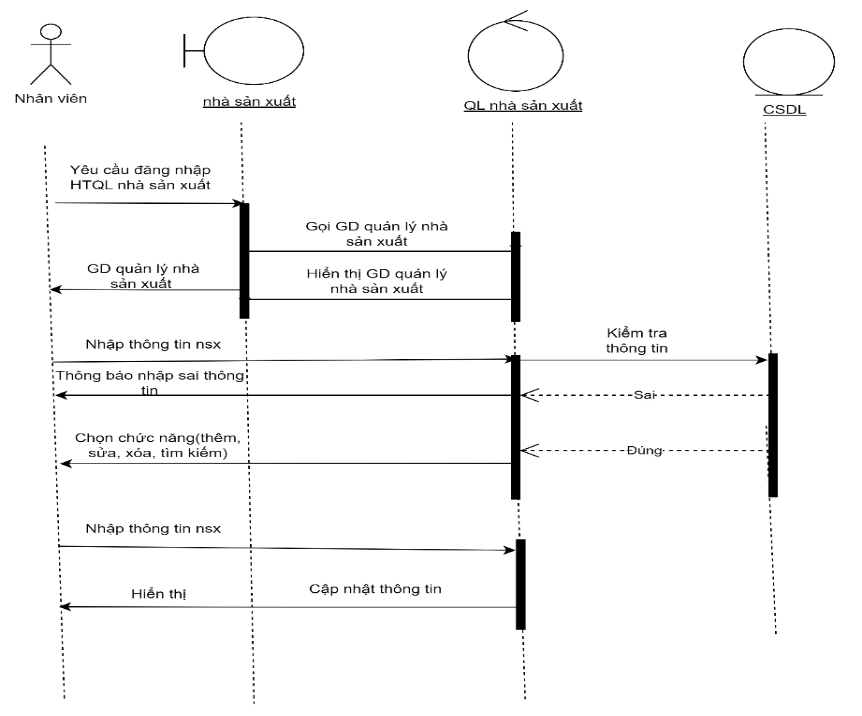 Nhân viên
nhà sản xuất
QL nhà sản xuất
CSDL
Yêu cầu đăng nhập
HTQL nhà sản xuất
Gọi GD quản lý nhà
sản xuất
GD quản lý nhà
sản xuất
Hiển thị GD quản lý
nhà sản xuất
Nhập thông tin nsx
Kiểm tra
thông tin
Thông báo nhập sai thông
tin
Sai
Chọn chức năng(thêm,
sửa, xóa, tìm kiếm)
Đúng
Nhập thông tin nsx
Hiển thị
Cập nhật thông tin